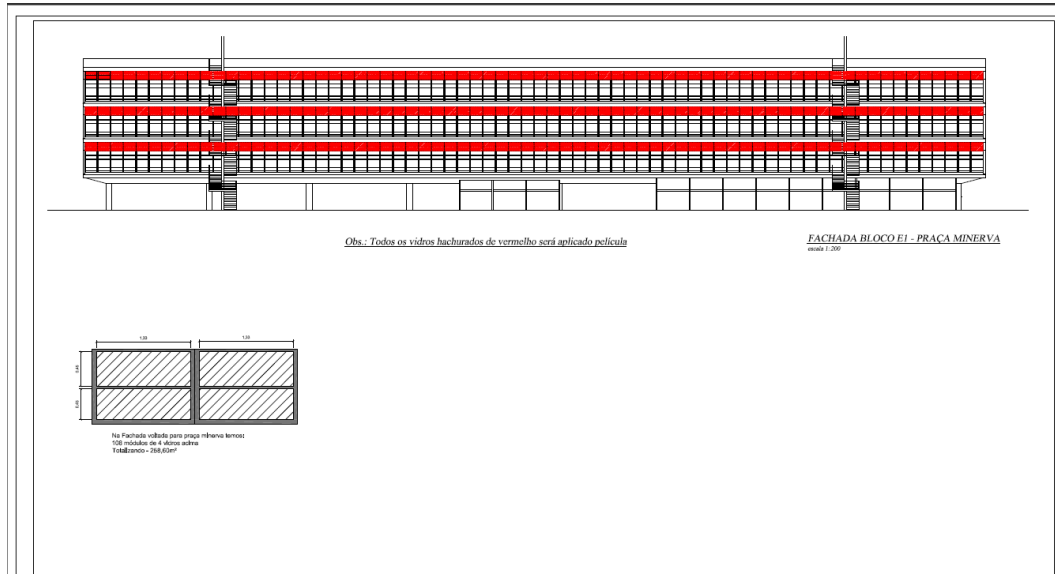 Obs.: Todos os vidros hachurados de vermelho será aplicado película
FACHADA BLOCO E1 - PRAÇA MINERVA
escala 1:200
Na Fachada voltada para praça minerva temos:
108 módulos de 4 vidros acima
Totalizando - 268,60m²